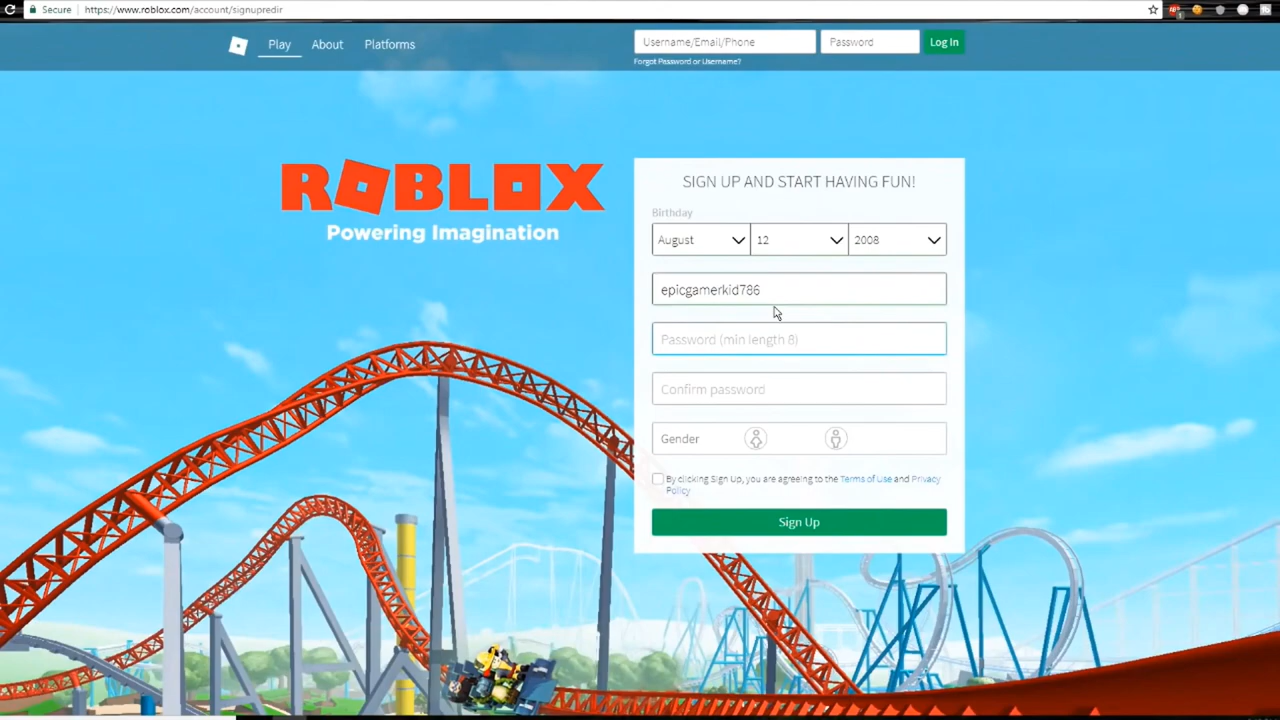 Secure https://www.roblox.com/account/signupredir
Play About Platforms
Username/Email/Phone Password Log In
Forgot Password or Username?
ROBLOX
Powering Imagination
SIGN UP AND START HAVING FUN!
Birthday
August 12 2008
epicgamerkid786
Password (min length 8)
Confirm password
Gender
By clicking Sign Up, you are agreeing to the Terms of Use and Privacy
Policy
Sign Up